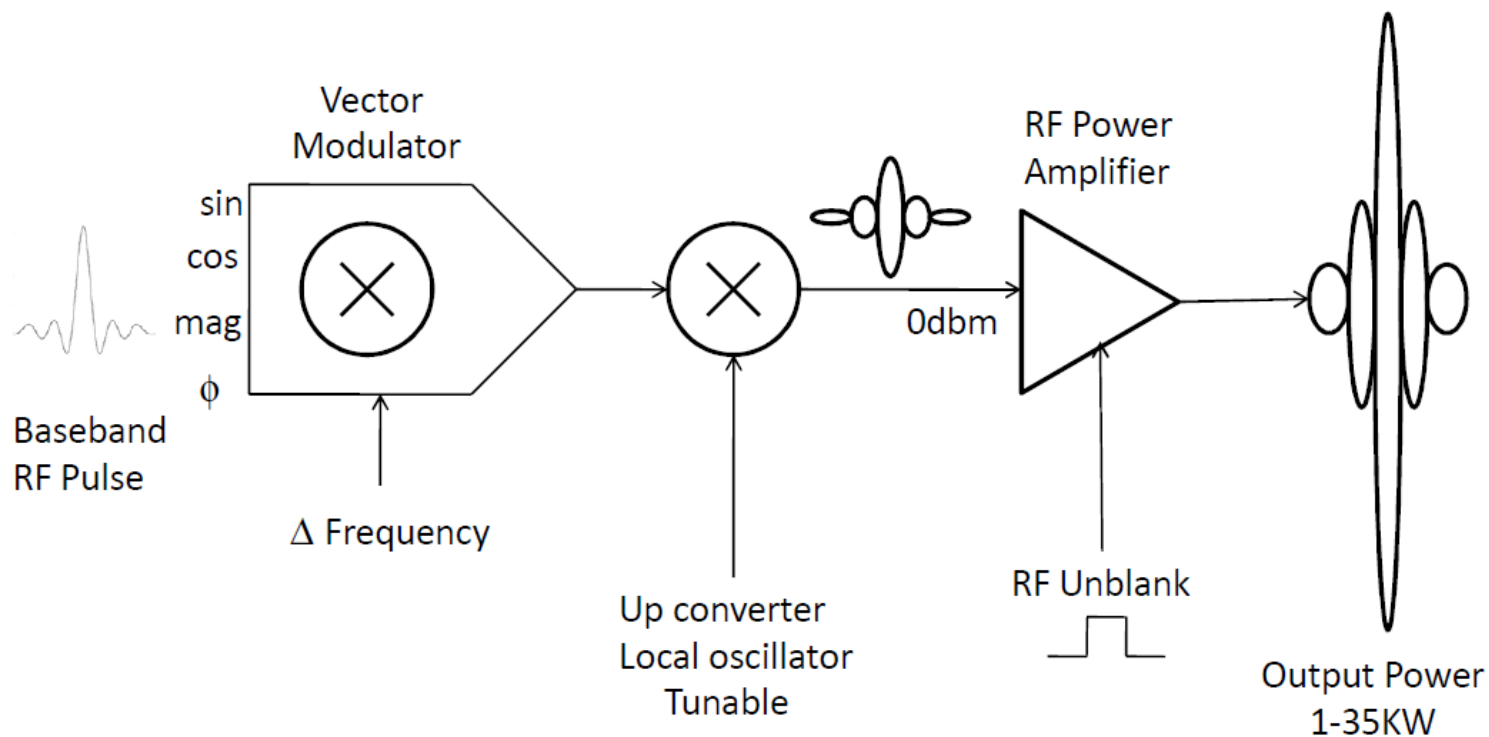 Vector
Modulator
sin
cos
mag
ϕ
Baseband
RF Pulse
Δ Frequency
Up converter
Local oscillator
Tunable
0dbm
RF Power
Amplifier
RF Unblank
Output Power
1-35KW